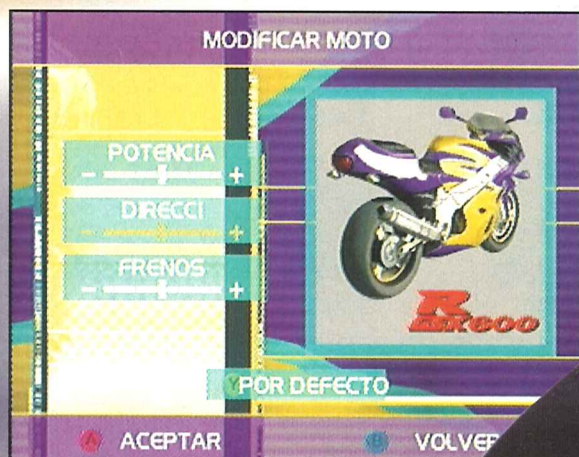 MODIFICAR MOTO
POTENCIA
- +
DIRECCI
- +
FRENOS
- +
Y POR DEFECTO
A ACEPTAR
B VOLVER